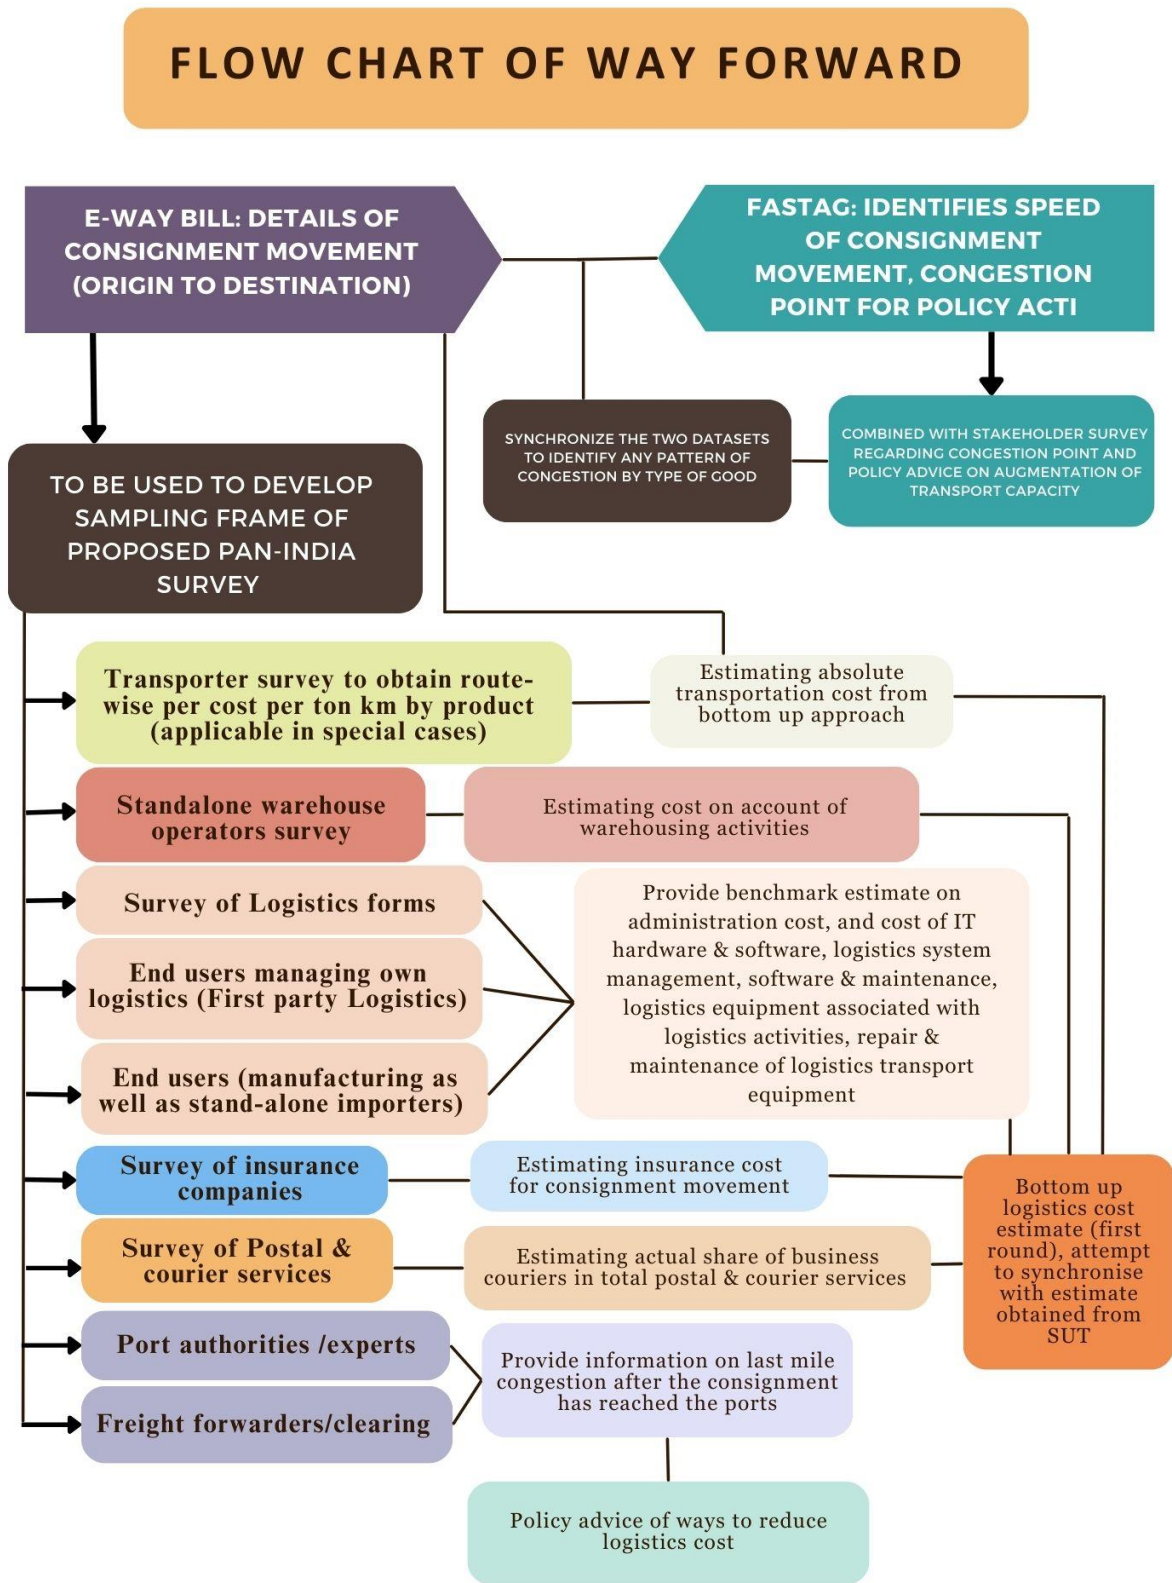 FLOW CHART OF WAY FORWARD
E-WAY BILL: DETAILS OF
CONSIGNMENT MOVEMENT
(ORIGIN TO DESTINATION)
FASTAG: IDENTIFIES SPEED
OF CONSIGNMENT
MOVEMENT, CONGESTION
POINT FOR POLICY ACTI
SYNCHRONIZE THE TWO DATASETS
TO IDENTIFY ANY PATTERN OF
CONGESTION BY TYPE OF GOOD
COMBINED WITH STAKEHOLDER SURVEY
REGARDING CONGESTION POINT AND
POLICY ADVICE ON AUGMENTATION OF
TRANSPORT CAPACITY
TO BE USED TO DEVELOP
SAMPLING FRAME OF
PROPOSED PAN-INDIA
SURVEY
Transporter survey to obtain route-
wise per cost per ton km by product
(applicable in special cases)
Estimating absolute
transportation cost from
bottom up approach
Standalone warehouse
operators survey
Estimating cost on account of
warehousing activities
Survey of Logistics forms
End users managing own
logistics (First party Logistics)
End users (manufacturing as
well as stand-alone importers)
Provide benchmark estimate on
administration cost, and cost of IT
hardware & software, logistics system
management, software & maintenance,
logistics equipment associated with
logistics activities, repair &
maintenance of logistics transport
equipment
Survey of insurance
companies
Estimating insurance cost
for consignment movement
Survey of Postal &
courier services
Estimating actual share of business
couriers in total postal & courier services
Bottom up
logistics cost
estimate (first
round), attempt
to synchronise
with estimate
obtained from
SUT
Port authorities /experts
Freight forwarders/clearing
Provide information on last mile
congestion after the consignment
has reached the ports
Policy advice of ways to reduce
logistics cost